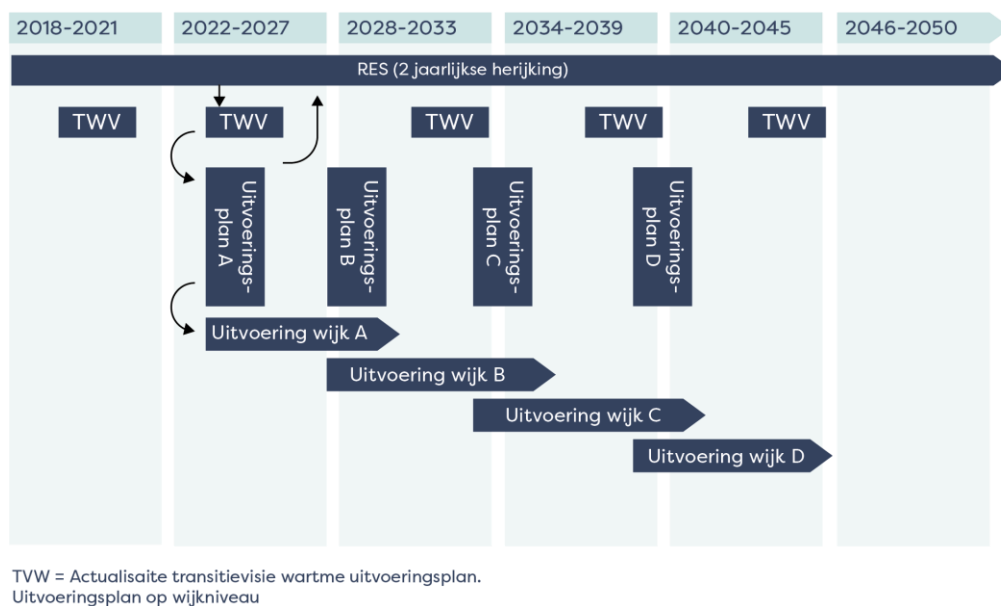 2018-2021 2022-2027 2028-2033 2034-2039 2040-2045 2046-2050
RES (2 jaarlijkse herijking)
TWV TWV TWV TWV TWV
Uitvoerings-
plan A
Uitvoerings-
plan B
Uitvoerings-
plan C
Uitvoerings-
plan D
Uitvoering wijk A
Uitvoering wijk B
Uitvoering wijk C
Uitvoering wijk D
TVW = Actualisaite transitievisie wartme uitvoeringsplan.
Uitvoeringsplan op wijkniveau